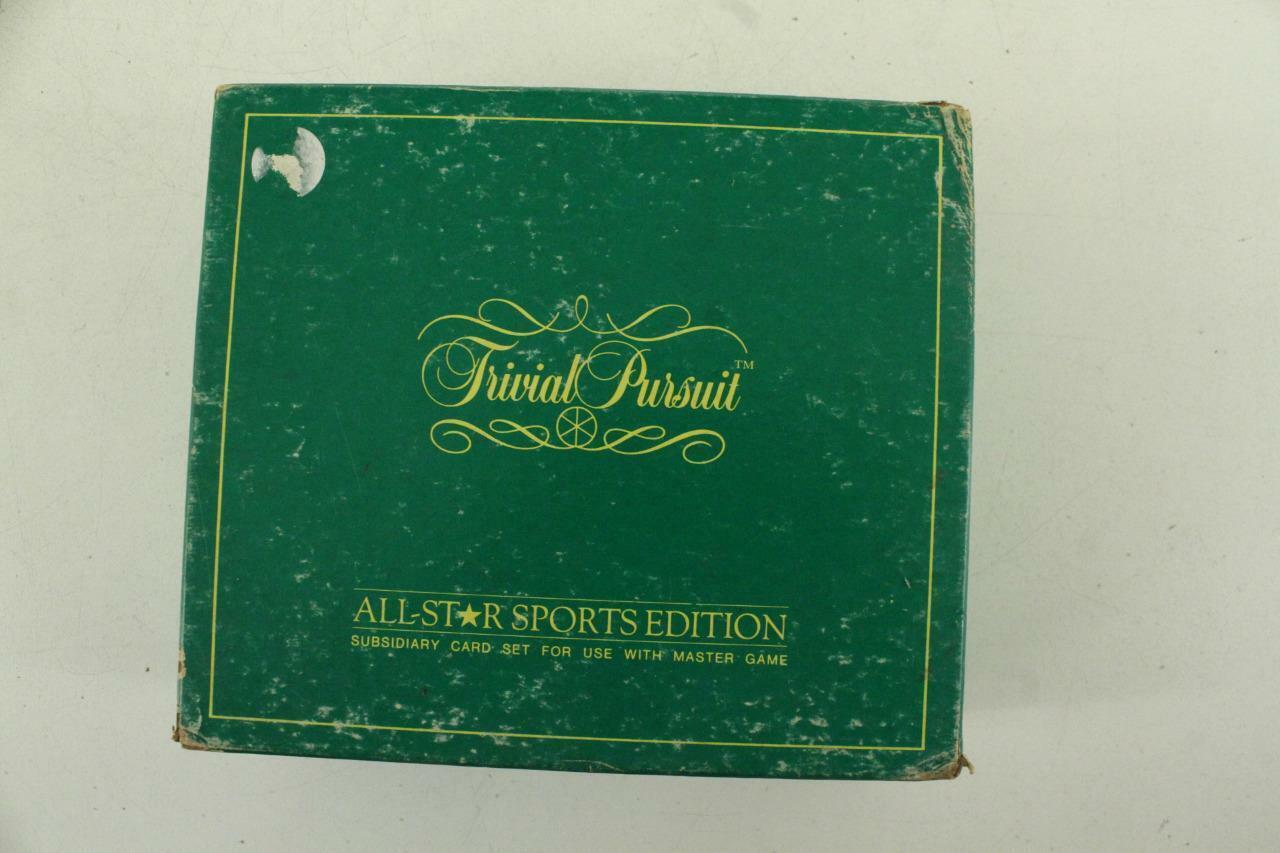 Trivial Pursuit™
ALL-ST★R SPORTS EDITION
SUBSIDIARY CARD SET FOR USE WITH MASTER GAME